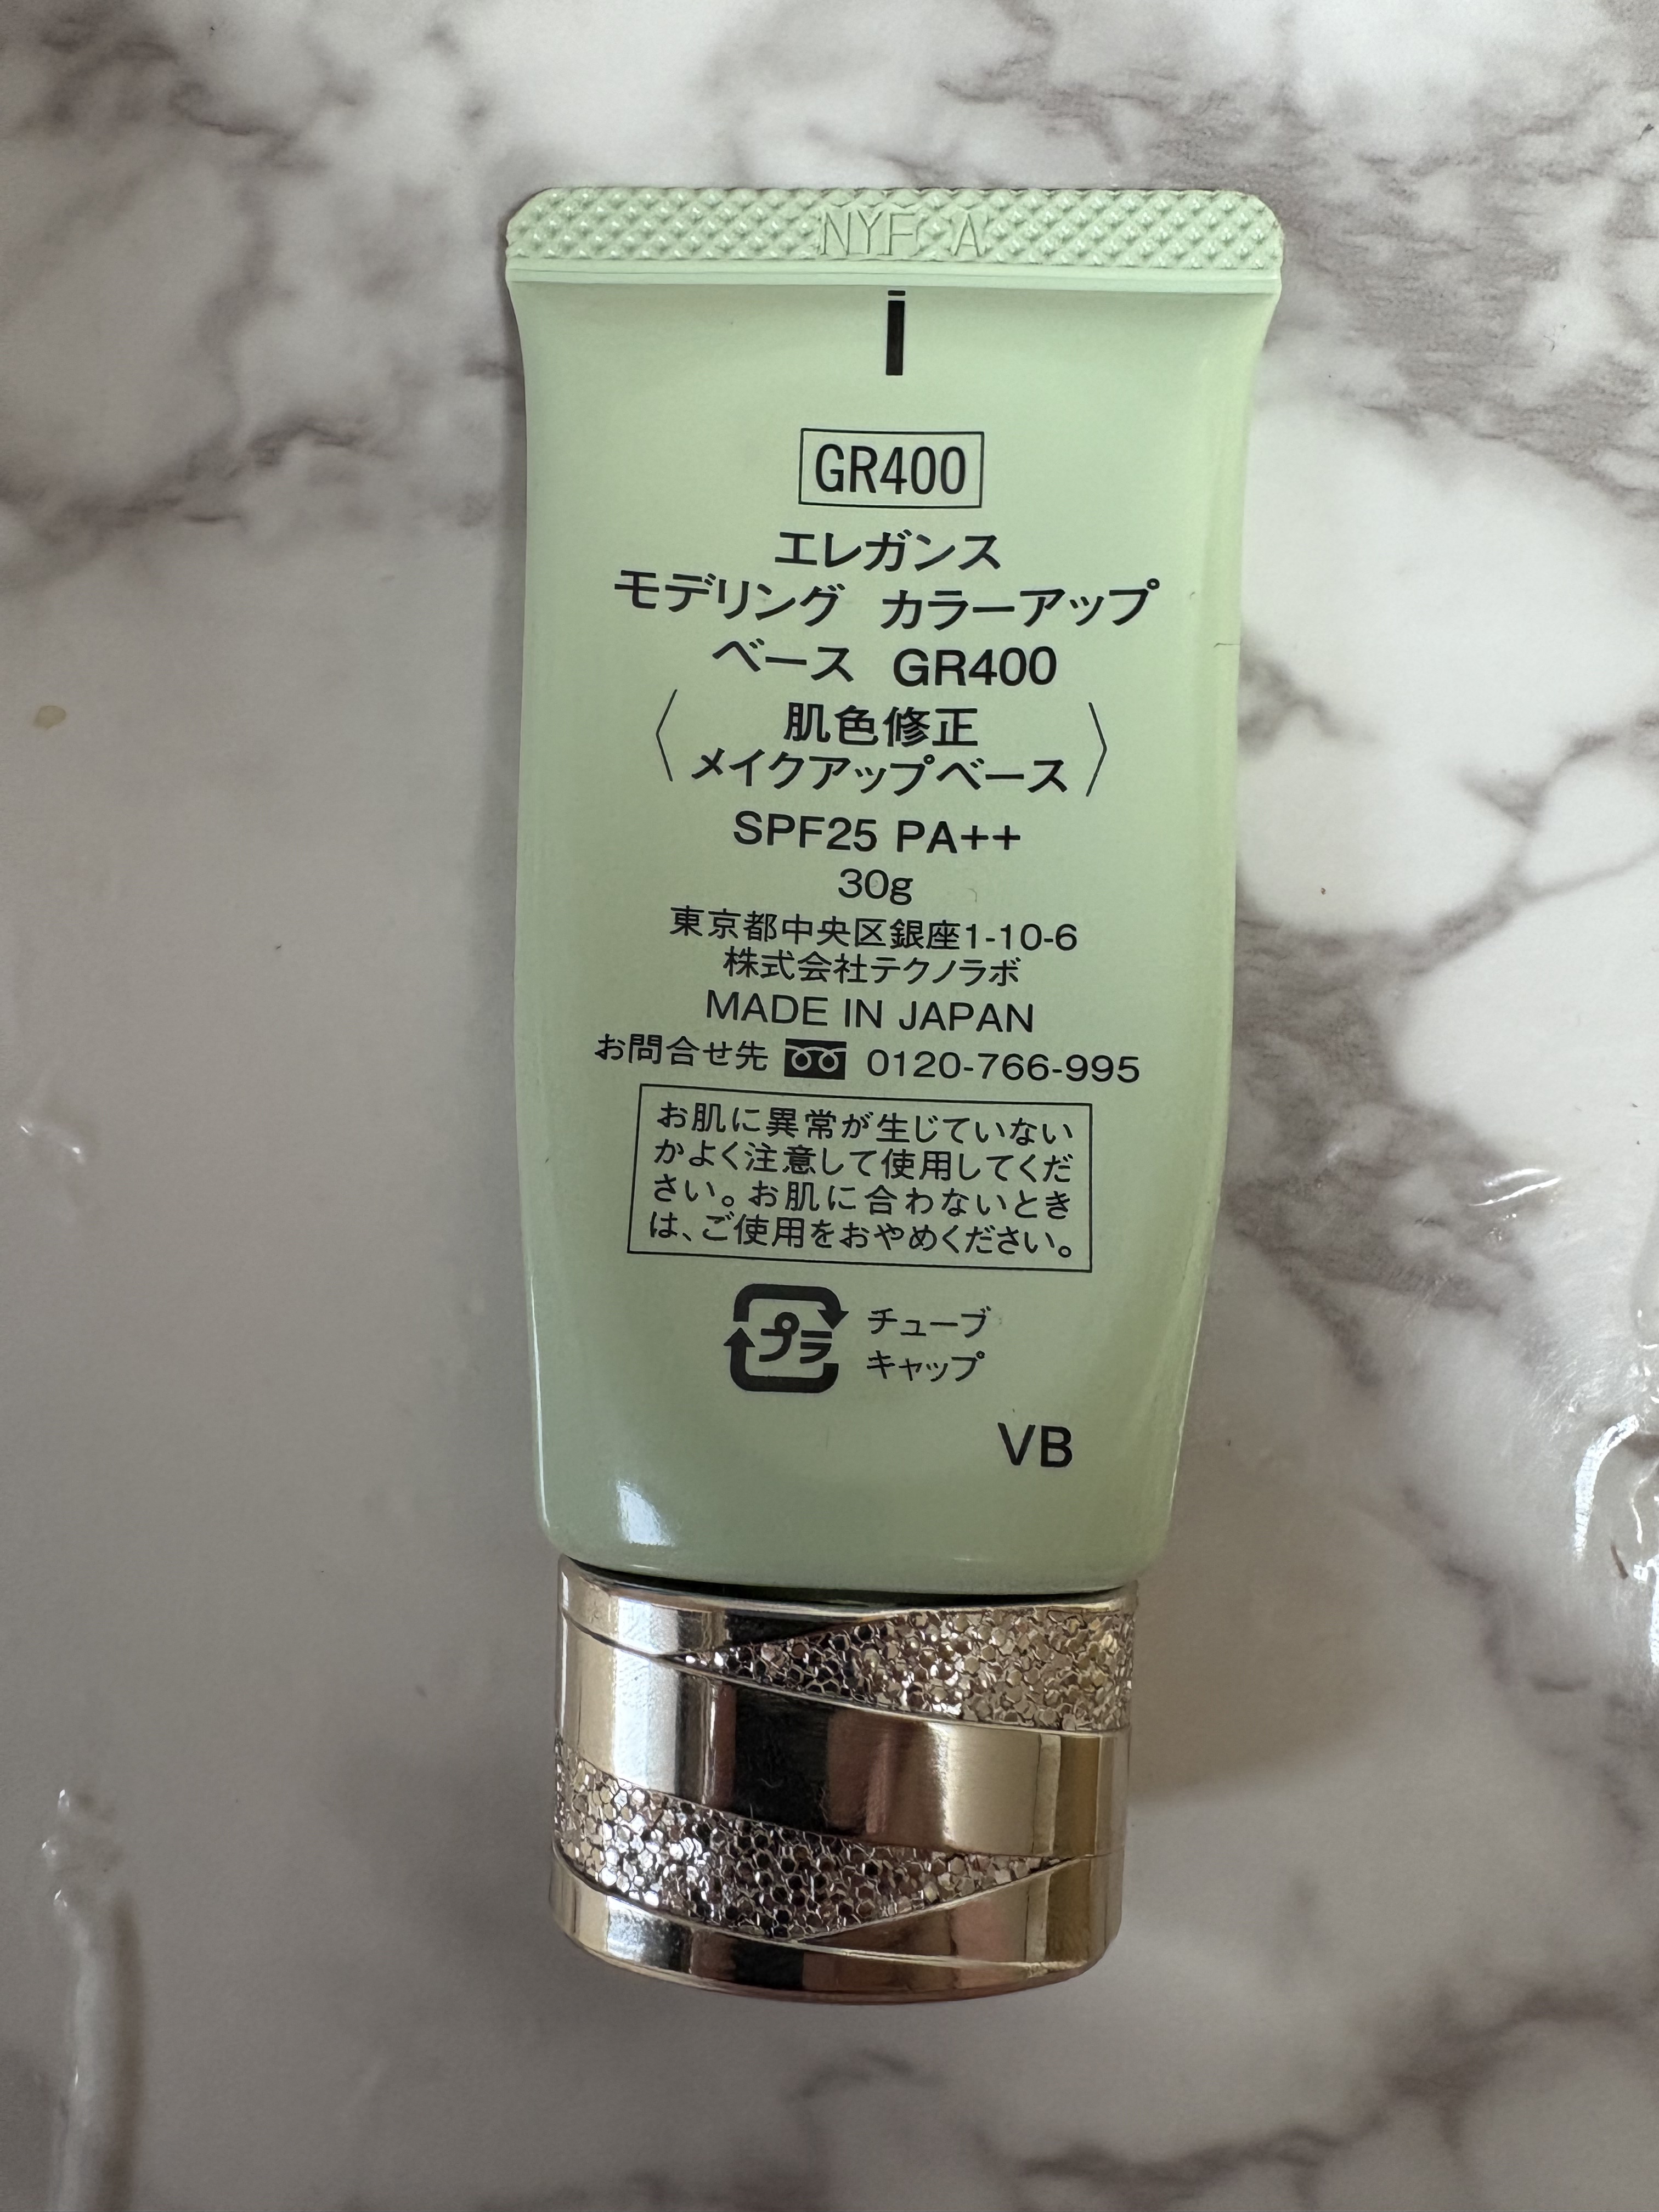 GR400
エレガンス
モデリング カラーアップ
ベース GR400
肌色修正
メイクアップベース
SPF25 PA++
30g
東京都中央区銀座1-10-6
株式会社テクノラボ
MADE IN JAPAN
お問合せ先 0120-766-995
お肌に異常が生じていない
かよく注意して使用してくだ
さい。お肌に合わないとき
は、ご使用をおやめください。
プラ チューブ
キャップ
VB